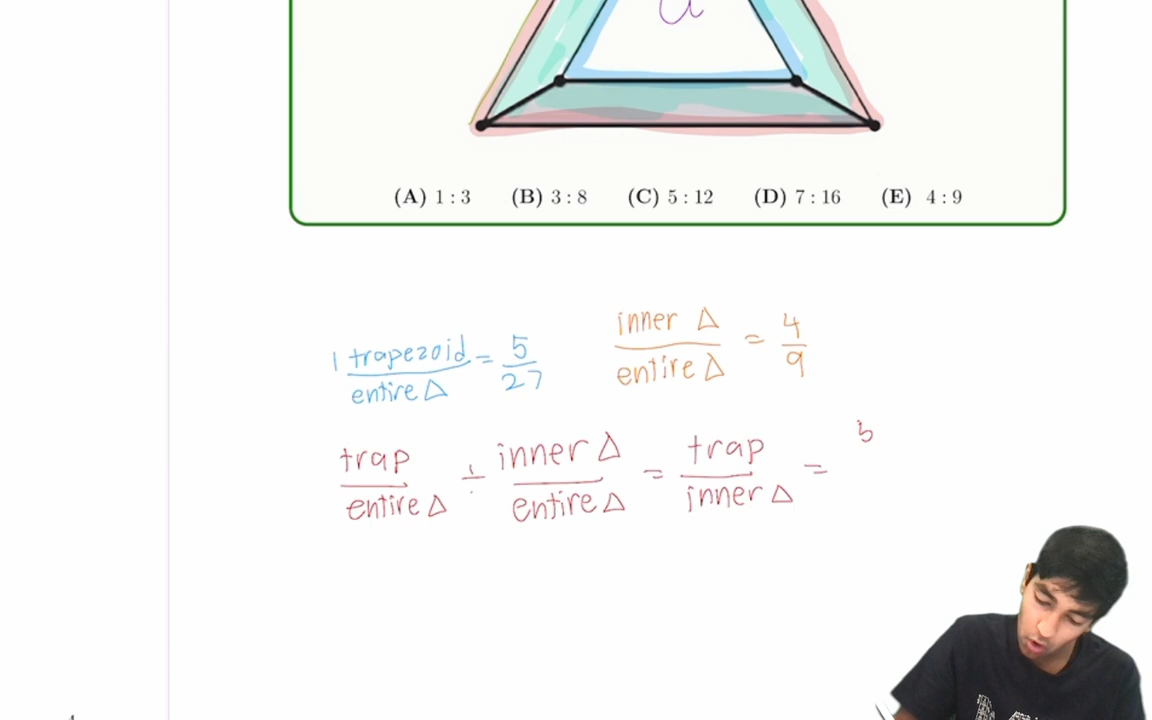 a
(A) 1 : 3 (B) 3 : 8 (C) 5 : 12 (D) 7 : 16 (E) 4 : 9
1 trapezoid / entire Δ = 5/27
inner Δ / entire Δ = 4/9
trap / entire Δ ÷ inner Δ / entire Δ = trap / inner Δ =